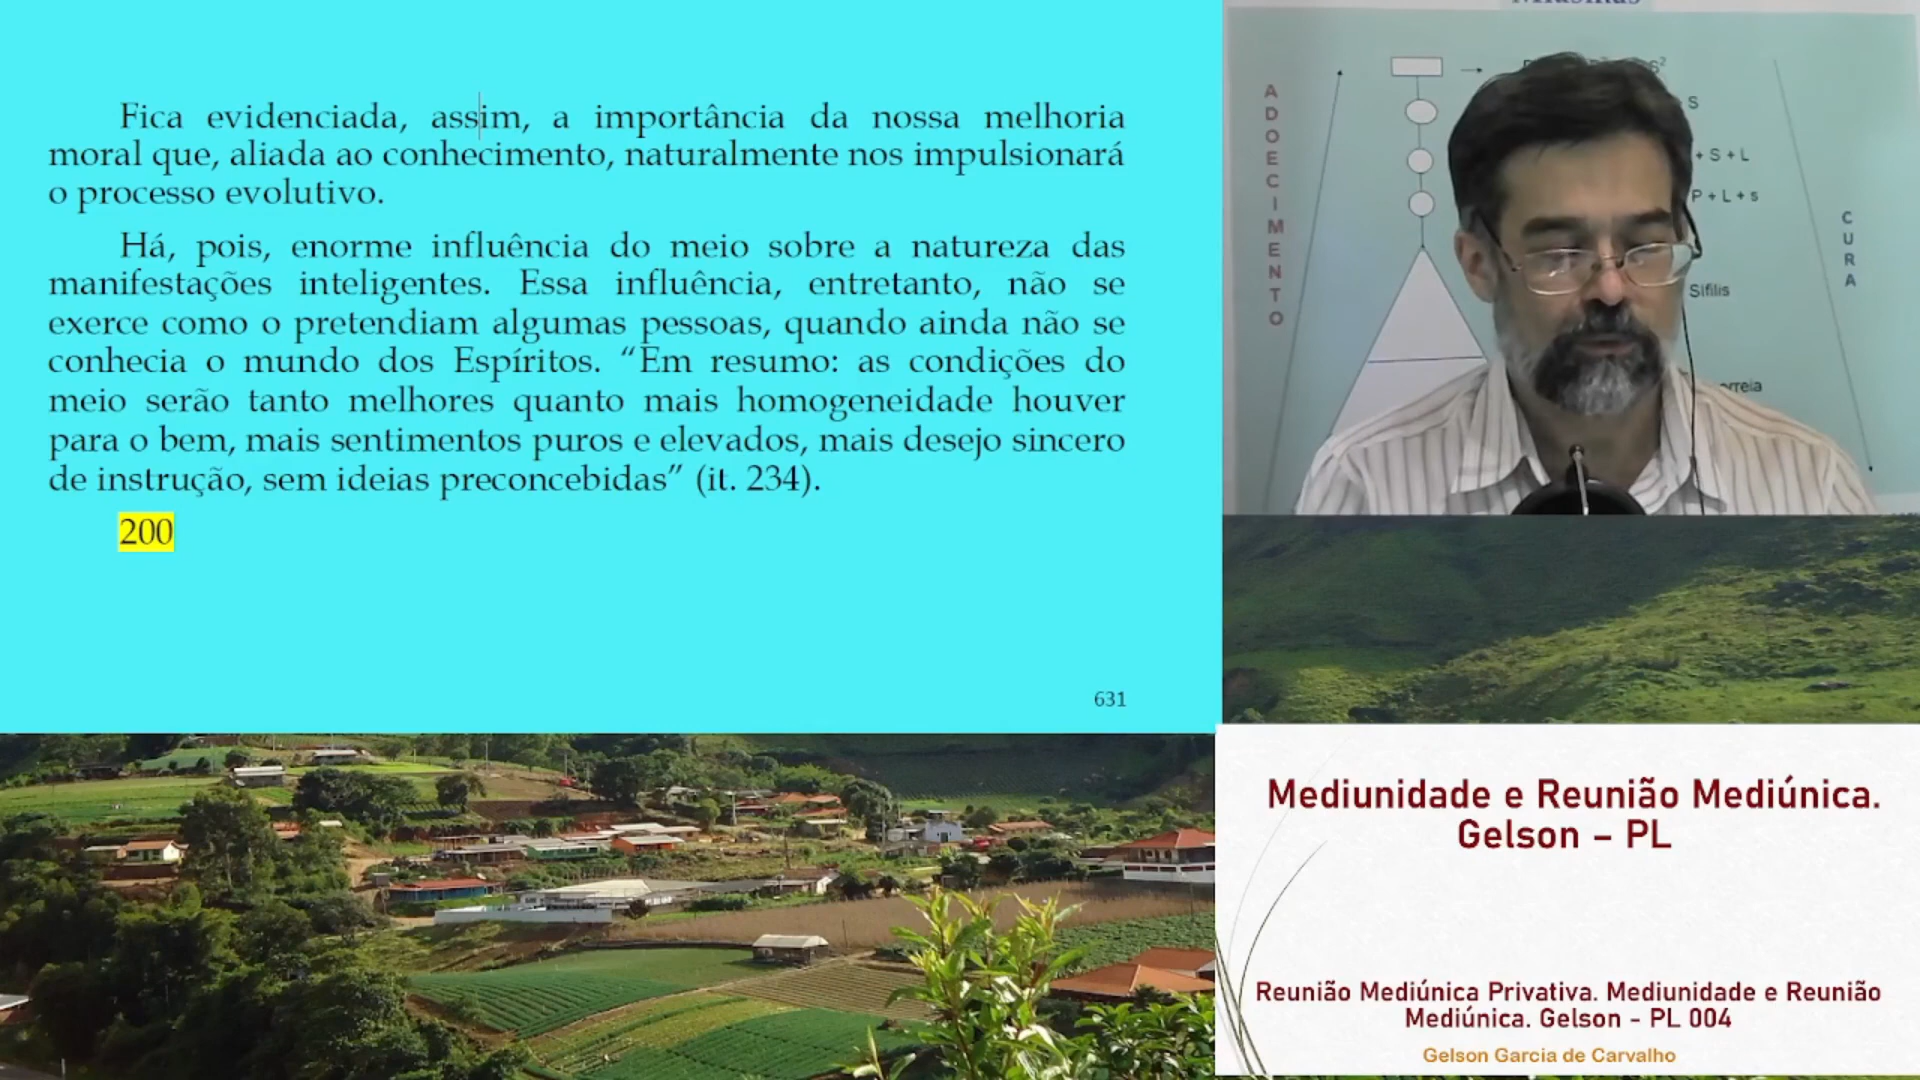 Fica evidenciada, assim, a importância da nossa melhoria
moral que, aliada ao conhecimento, naturalmente nos impulsionará
o processo evolutivo.
Há, pois, enorme influência do meio sobre a natureza das
manifestações inteligentes. Essa influência, entretanto, não se
exerce como o pretendiam algumas pessoas, quando ainda não se
conhecia o mundo dos Espíritos. “Em resumo: as condições do
meio serão tanto melhores quanto mais homogeneidade houver
para o bem, mais sentimentos puros e elevados, mais desejo sincero
de instrução, sem ideias preconcebidas” (it. 234).
200
631
ADOECIMENTO
S
+ S + L
P + L + s
Sífilis
CURA
Mediunidade e Reunião Mediúnica.
Gelson – PL
Reunião Mediúnica Privativa. Mediunidade e Reunião
Mediúnica. Gelson - PL 004
Gelson Garcia de Carvalho